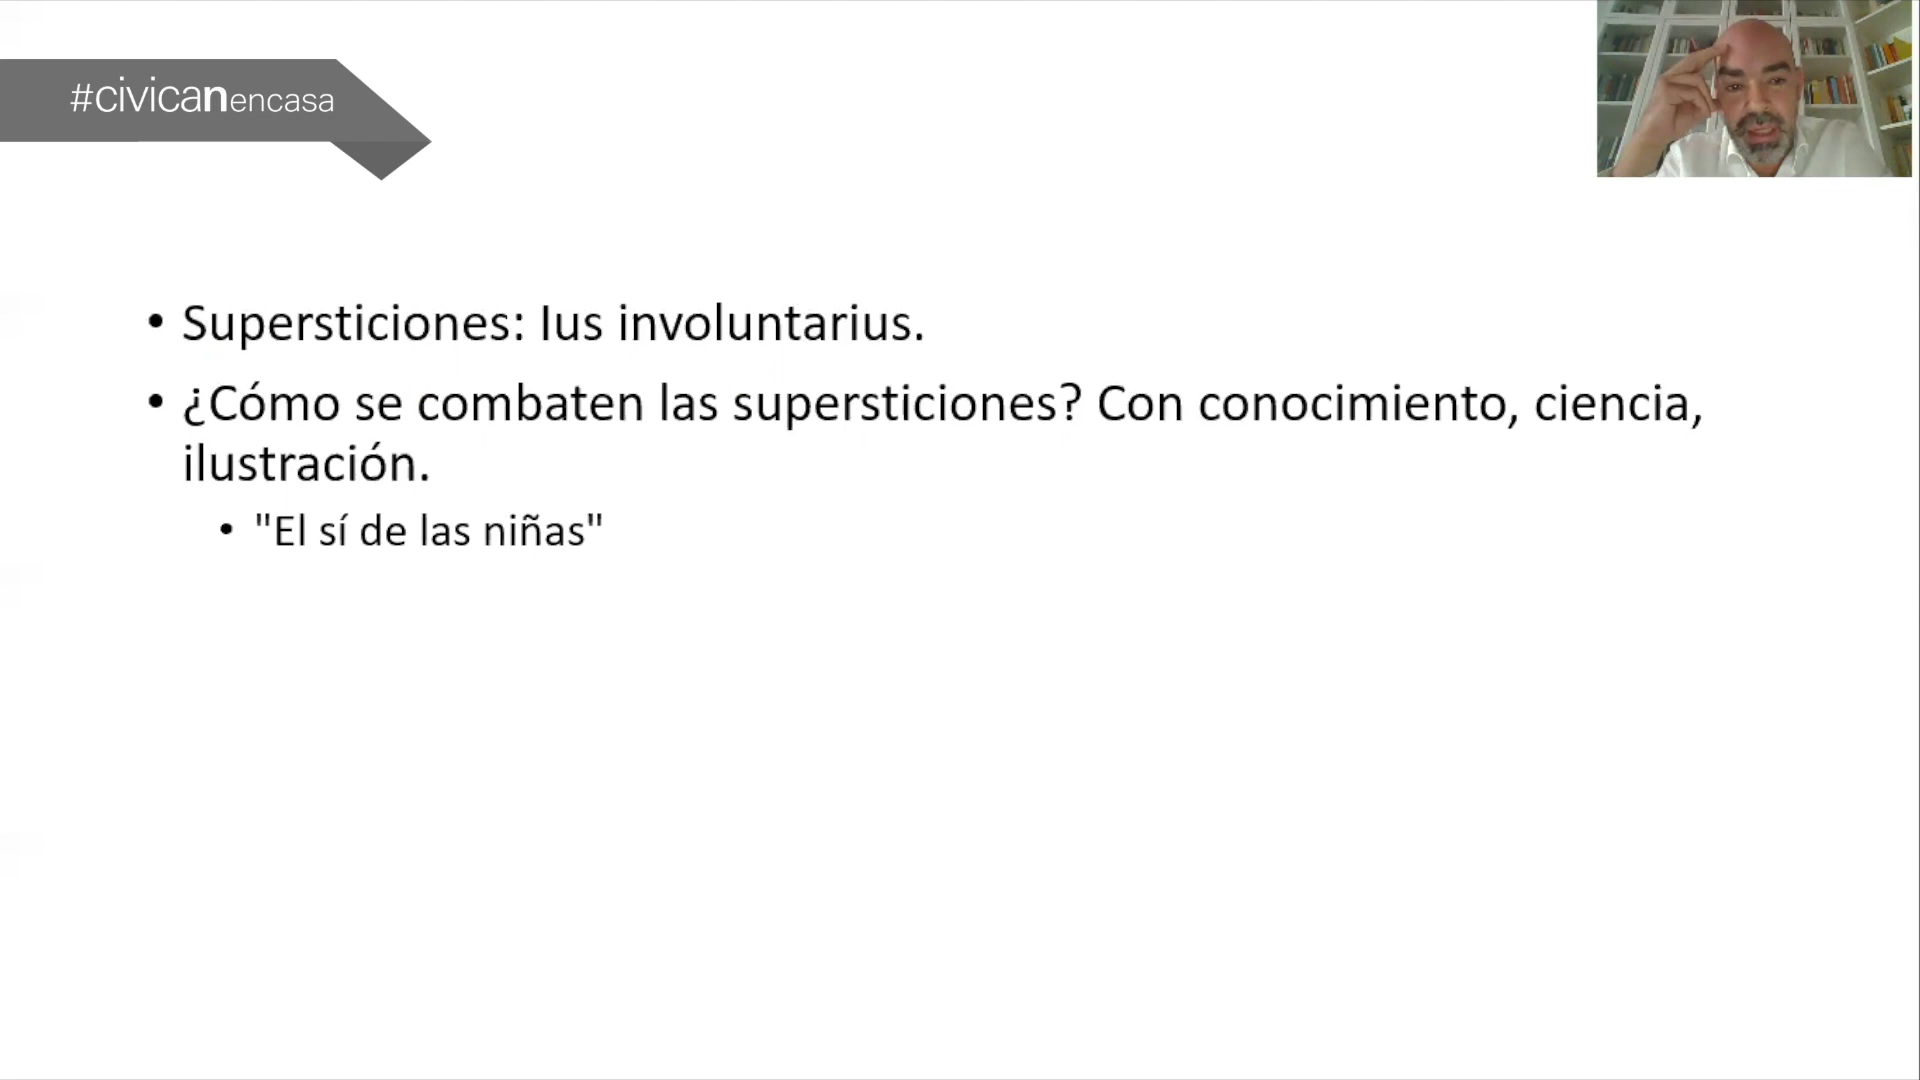 #civicanencasa
• Supersticiones: Ius involuntarius.
• ¿Cómo se combaten las supersticiones? Con conocimiento, ciencia,
ilustración.
• "El sí de las niñas"